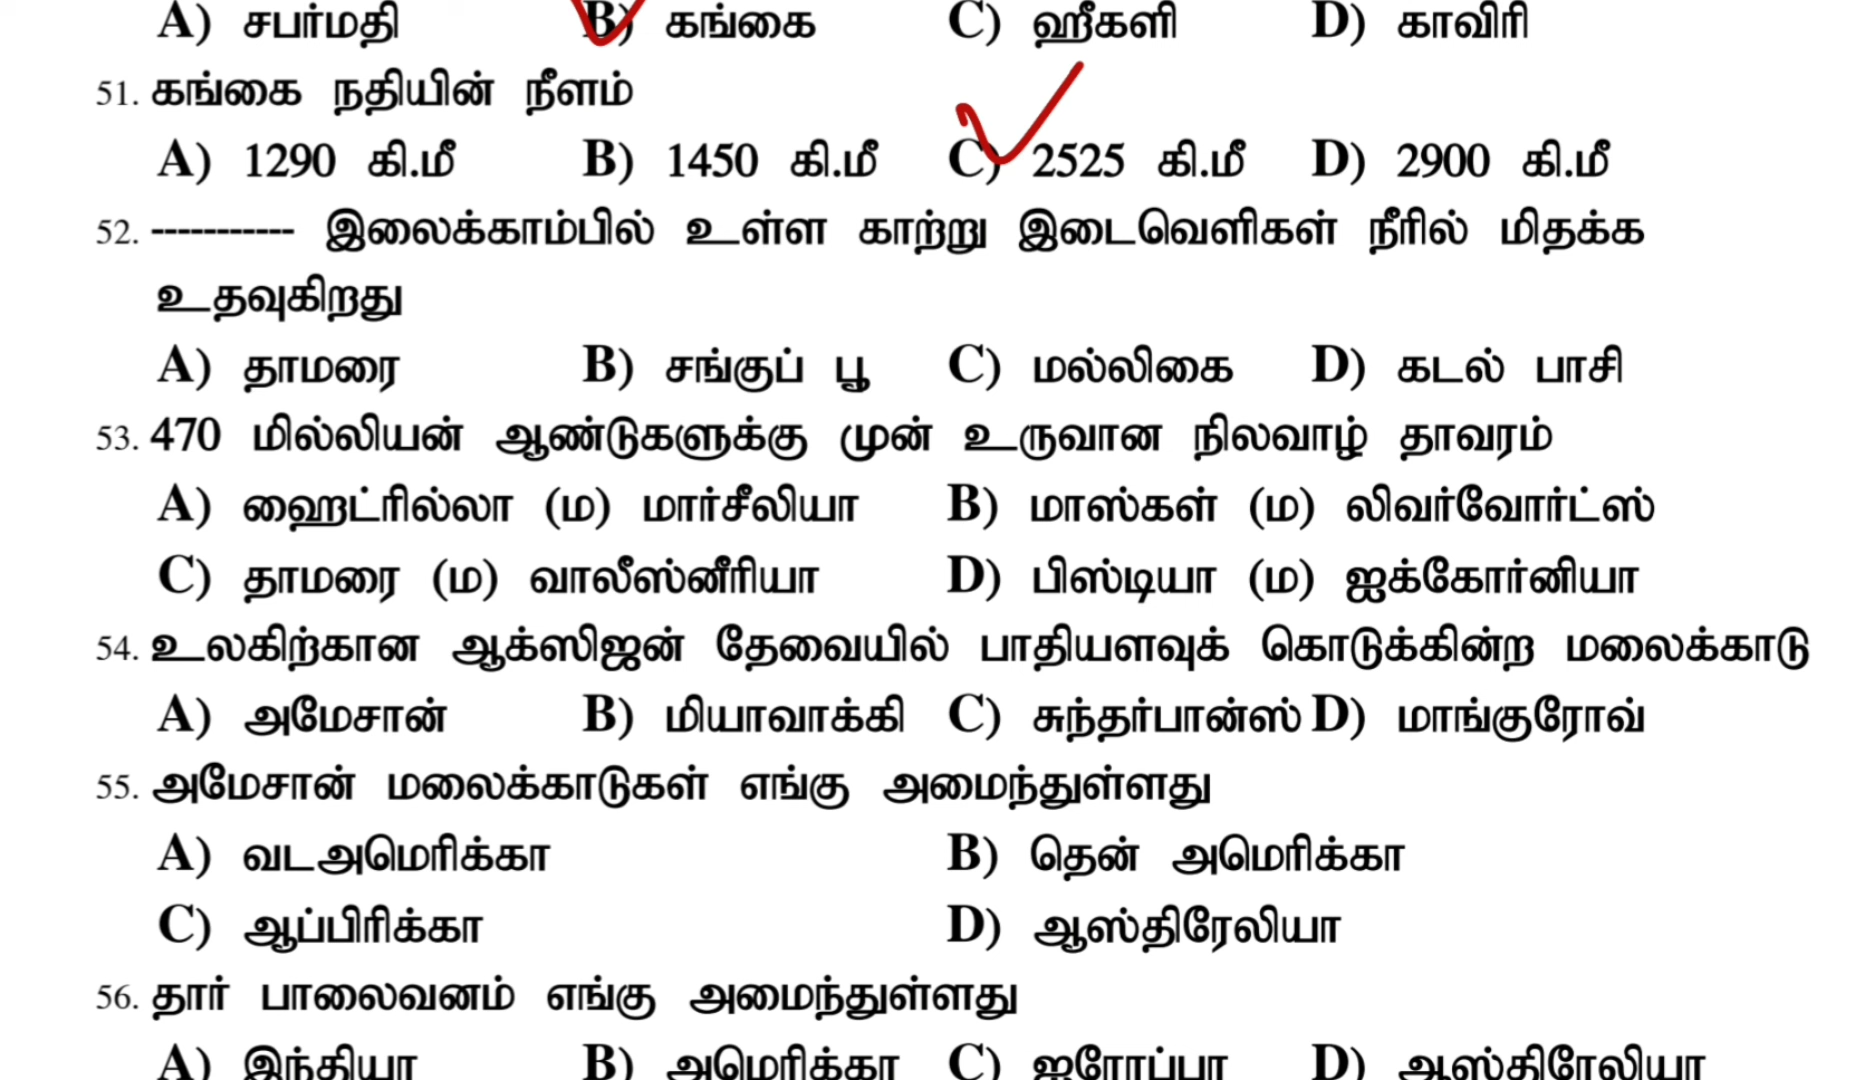 A) சபர்மதி B) கங்கை C) ஹீகளி D) காவிரி
51. கங்கை நதியின் நீளம்
A) 1290 கி.மீ B) 1450 கி.மீ C) 2525 கி.மீ D) 2900 கி.மீ
52. ----------- இலைக்காம்பில் உள்ள காற்று இடைவெளிகள் நீரில் மிதக்க
உதவுகிறது
A) தாமரை B) சங்குப் பூ C) மல்லிகை D) கடல் பாசி
53. 470 மில்லியன் ஆண்டுகளுக்கு முன் உருவான நிலவாழ் தாவரம்
A) ஹைட்ரில்லா (ம) மார்சீலியா B) மாஸ்கள் (ம) லிவர்வோர்ட்ஸ்
C) தாமரை (ம) வாலீஸ்னீரியா D) பிஸ்டியா (ம) ஐக்கோர்னியா
54. உலகிற்கான ஆக்ஸிஜன் தேவையில் பாதியளவுக் கொடுக்கின்ற மலைக்காடு
A) அமேசான் B) மியாவாக்கி C) சுந்தர்பான்ஸ் D) மாங்குரோவ்
55. அமேசான் மலைக்காடுகள் எங்கு அமைந்துள்ளது
A) வடஅமெரிக்கா B) தென் அமெரிக்கா
C) ஆப்பிரிக்கா D) ஆஸ்திரேலியா
56. தார் பாலைவனம் எங்கு அமைந்துள்ளது
A) இந்தியா B) அமெரிக்கா C) ஐரோப்பா D) ஆஸ்திரேலியா